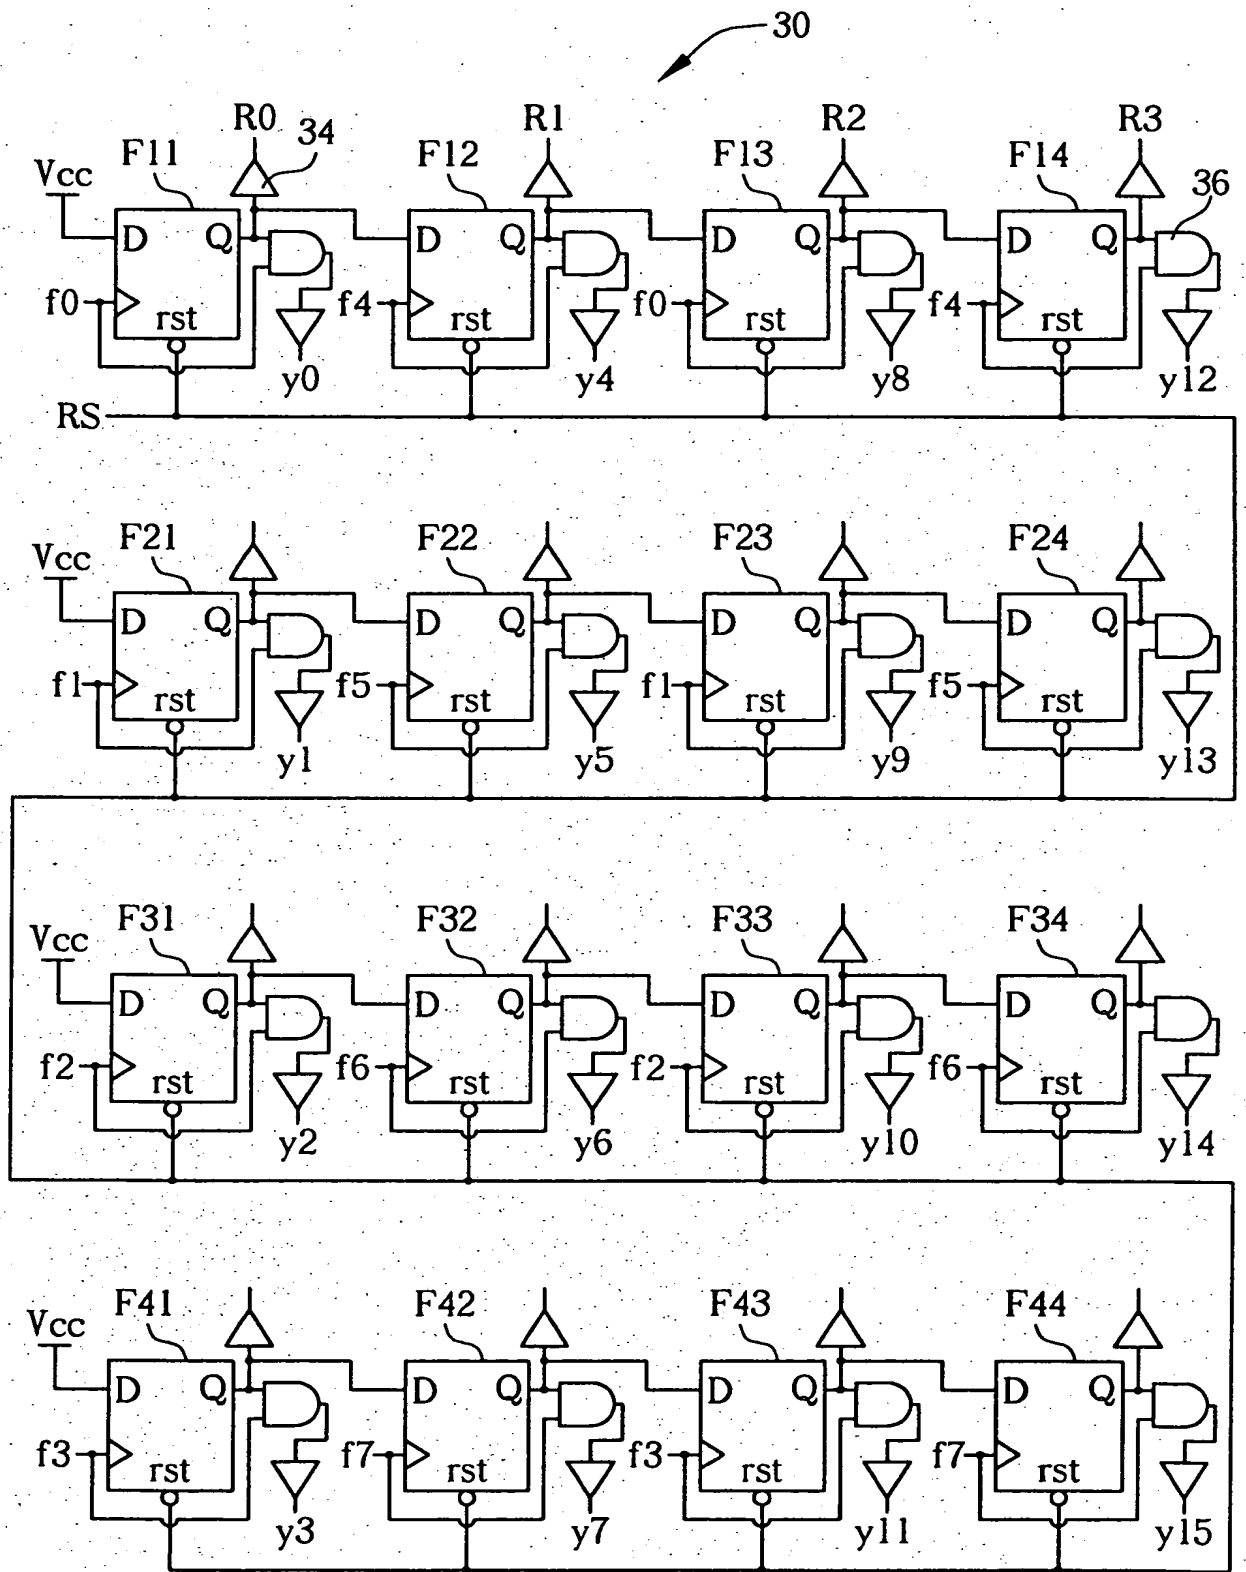 30
R0 34 R1 R2 R3
F11 F12 F13 F14 36
Vcc
D Q D Q D Q D Q
f0 rst f4 rst f0 rst f4 rst
y0 y4 y8 y12
RS
F21 F22 F23 F24
Vcc
D Q D Q D Q D Q
f1 rst f5 rst f1 rst f5 rst
y1 y5 y9 y13
F31 F32 F33 F34
Vcc
D Q D Q D Q D Q
f2 rst f6 rst f2 rst f6 rst
y2 y6 y10 y14
F41 F42 F43 F44
Vcc
D Q D Q D Q D Q
f3 rst f7 rst f3 rst f7 rst
y3 y7 y11 y15